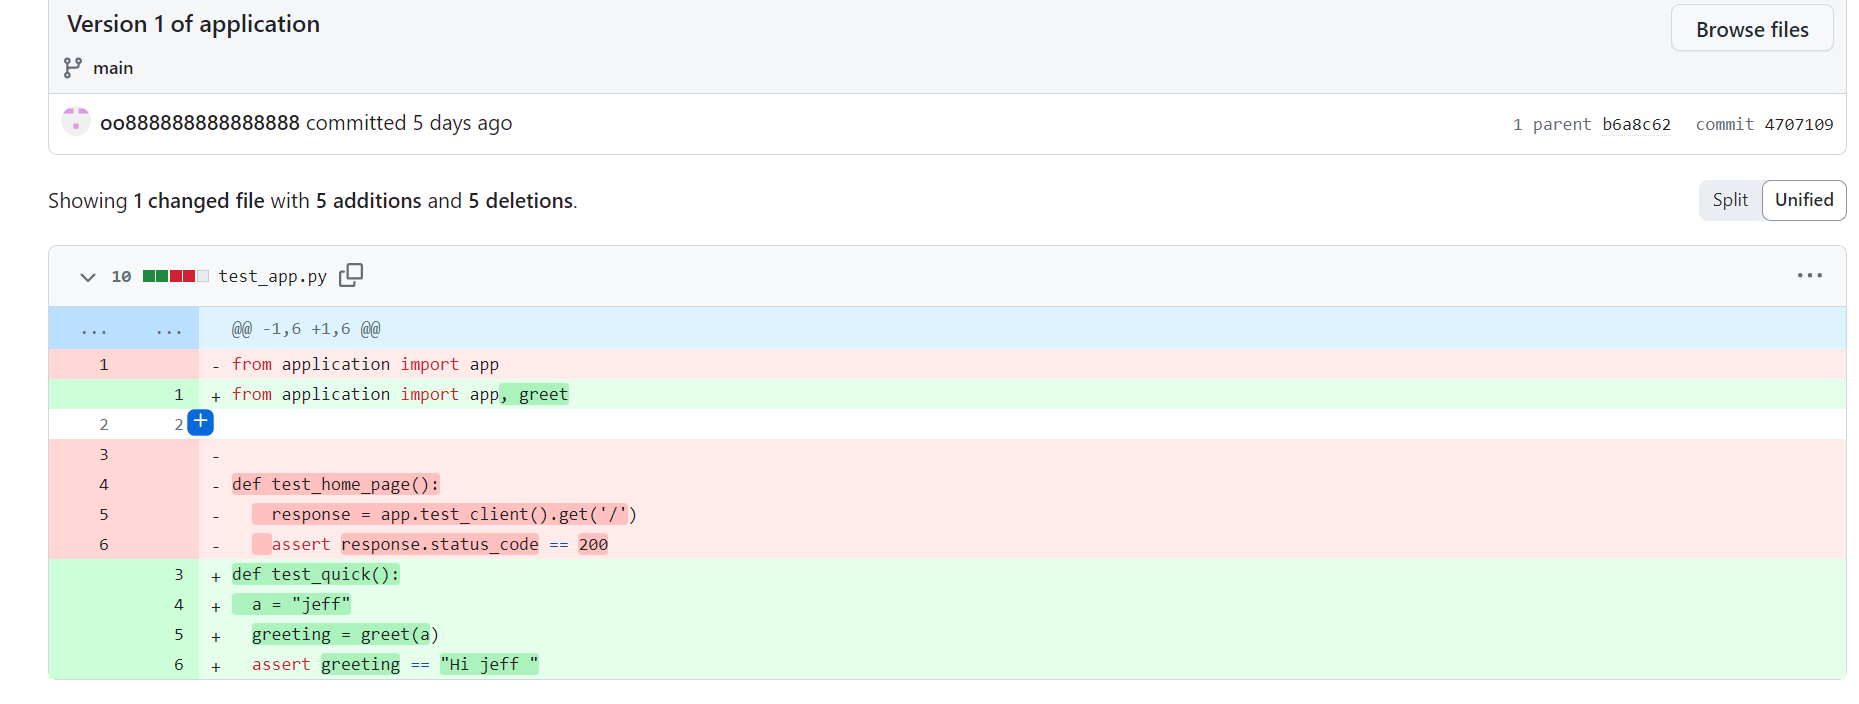 Version 1 of application
Browse files
main
oo888888888888888 committed 5 days ago
1 parent b6a8c62 commit 4707109
Showing 1 changed file with 5 additions and 5 deletions.
Split Unified
10 test_app.py ...
... ... @@ -1,6 +1,6 @@
1 - from application import app
1 + from application import app, greet
2 2 +
3 -
4 - def test_home_page():
5 -     response = app.test_client().get('/')
6 -     assert response.status_code == 200
3 + def test_quick():
4 +   a = "jeff"
5 +   greeting = greet(a)
6 +   assert greeting == "Hi jeff "